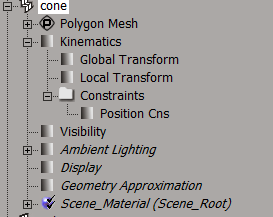 cone
Polygon Mesh
Kinematics
Global Transform
Local Transform
Constraints
Position Cns
Visibility
Ambient Lighting
Display
Geometry Approximation
Scene_Material (Scene_Root)